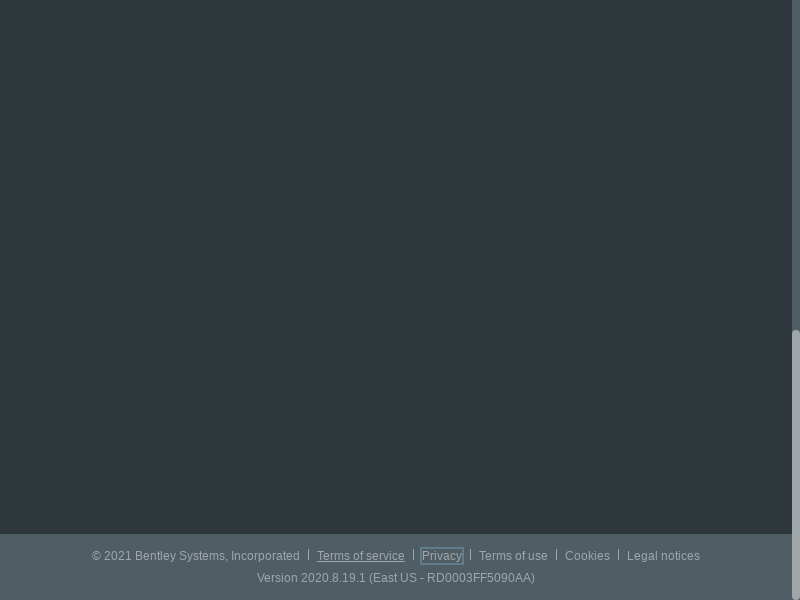 © 2021 Bentley Systems, Incorporated | Terms of service | Privacy | Terms of use | Cookies | Legal notices
Version 2020.8.19.1 (East US - RD0003FF5090AA)